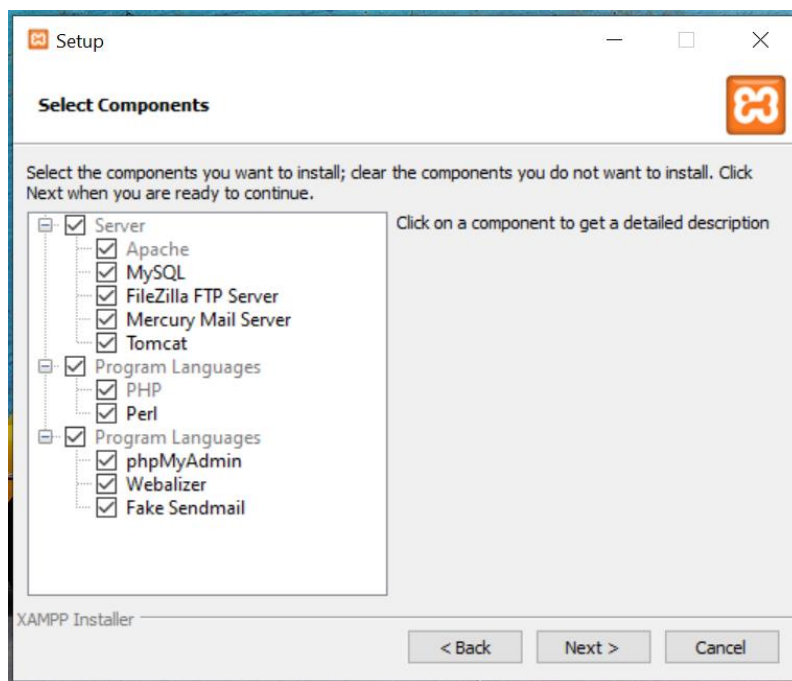 Setup
Select Components
Select the components you want to install; clear the components you do not want to install. Click
Next when you are ready to continue.
Server
Click on a component to get a detailed description
Apache
MySQL
FileZilla FTP Server
Mercury Mail Server
Tomcat
Program Languages
PHP
Perl
Program Languages
phpMyAdmin
Webalizer
Fake Sendmail
XAMPP Installer
< Back
Next >
Cancel